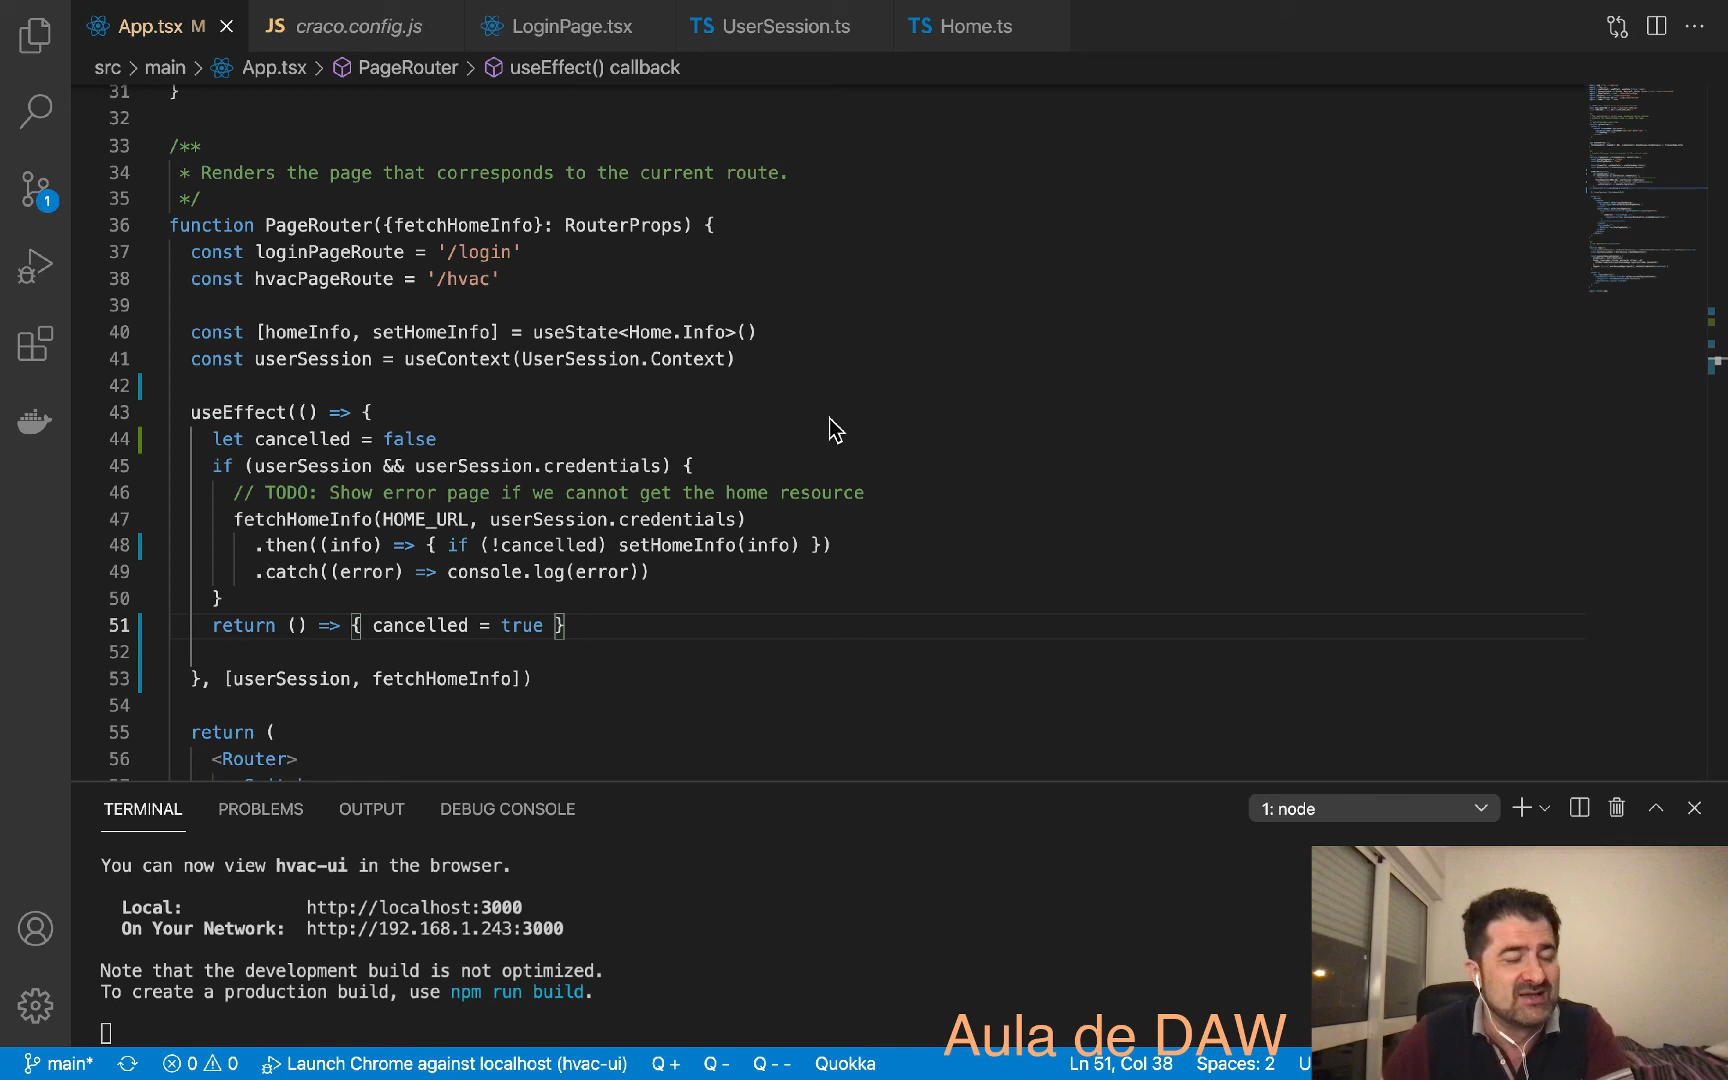 App.tsx M
JS craco.config.js
LoginPage.tsx
TS UserSession.ts
TS Home.ts
src > main > App.tsx > PageRouter > useEffect() callback
31 }
32
33 /**
34 * Renders the page that corresponds to the current route.
35 */
36 function PageRouter({fetchHomeInfo}: RouterProps) {
37 const loginPageRoute = '/login'
38 const hvacPageRoute = '/hvac'
39
40 const [homeInfo, setHomeInfo] = useState<Home.Info>()
41 const userSession = useContext(UserSession.Context)
42
43 useEffect(() => {
44 let cancelled = false
45 if (userSession && userSession.credentials) {
46 // TODO: Show error page if we cannot get the home resource
47 fetchHomeInfo(HOME_URL, userSession.credentials)
48 .then((info) => { if (!cancelled) setHomeInfo(info) })
49 .catch((error) => console.log(error))
50 }
51 return () => { cancelled = true }
52
53 }, [userSession, fetchHomeInfo])
54
55 return (
56 <Router>
1
TERMINAL PROBLEMS OUTPUT DEBUG CONSOLE
1: node
You can now view hvac-ui in the browser.
Local: http://localhost:3000
On Your Network: http://192.168.1.243:3000
Note that the development build is not optimized.
To create a production build, use npm run build.
Aula de DAW
main* 0 0 Launch Chrome against localhost (hvac-ui) Q + Q - Q - - Quokka Ln 51, Col 38 Spaces: 2 U